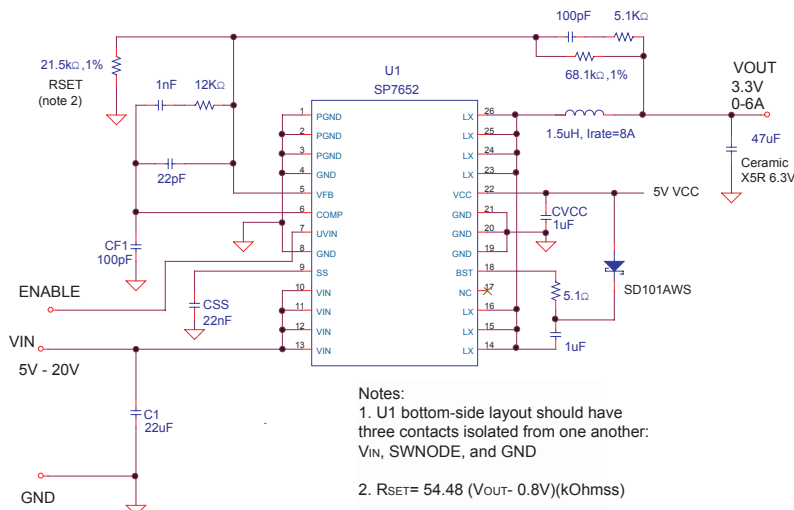 100pF
5.1KΩ
21.5kΩ,1%
RSET
(note 2)
1nF
12KΩ
U1
SP7652
68.1kΩ,1%
VOUT
3.3V
0-6A
1.5uH, Irate=8A
47uF
Ceramic
X5R 6.3V
22pF
1 PGND LX 26
2 PGND LX 25
3 PGND LX 24
4 GND LX 23
5 VFB VCC 22
6 COMP GND 21
7 UVIN GND 20
8 GND GND 19
9 SS BST 18
10 VIN NC 17
11 VIN LX 16
12 VIN LX 15
13 VIN LX 14
5V VCC
CVCC
1uF
CF1
100pF
5.1Ω
SD101AWS
ENABLE
CSS
22nF
1uF
VIN
5V - 20V
C1
22uF
GND
Notes:
1. U1 bottom-side layout should have
three contacts isolated from one another:
VIN, SWNODE, and GND
2. RSET= 54.48 (VOUT- 0.8V)(kOhmss)